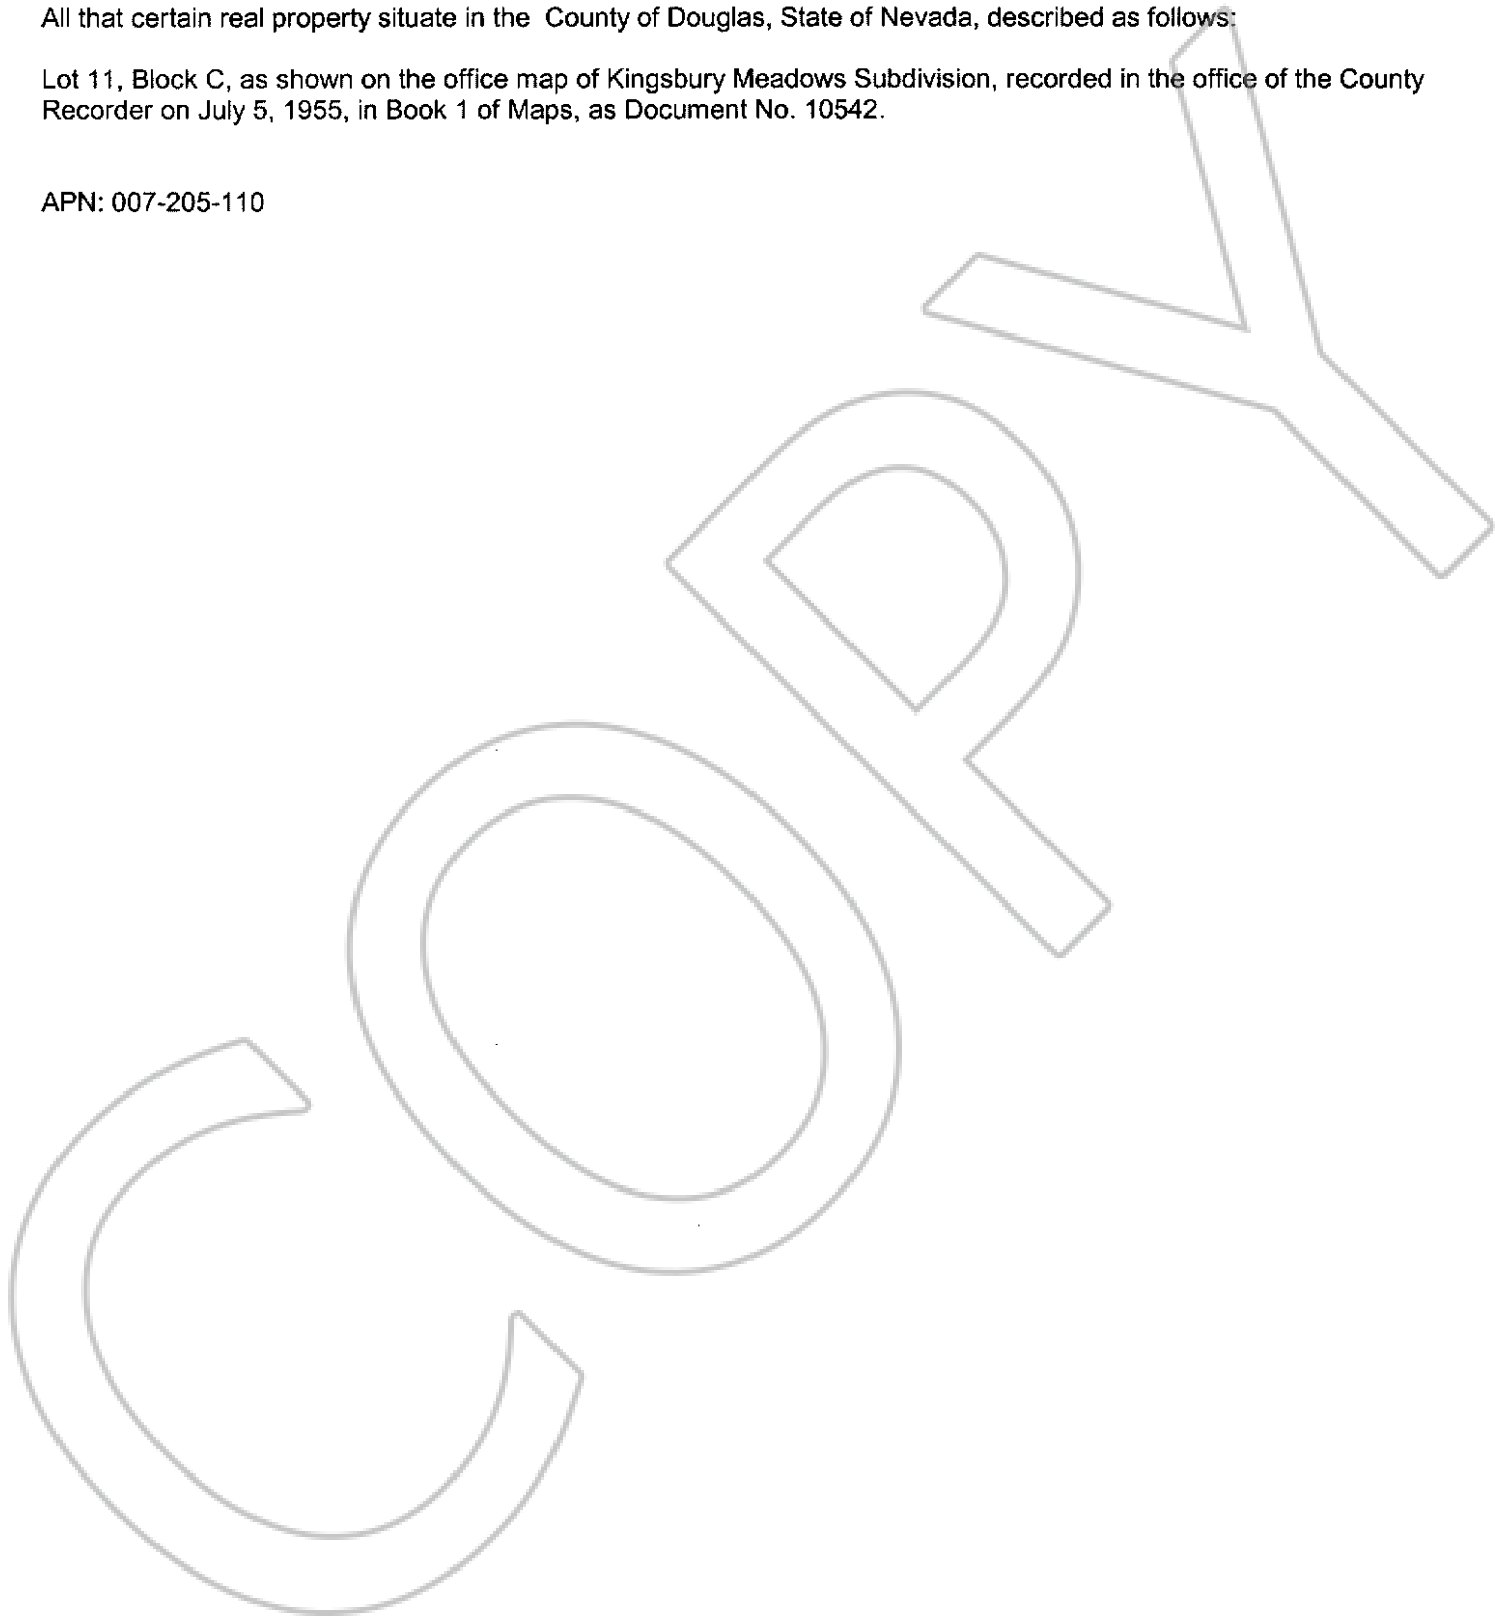 All that certain real property situate in the  County of Douglas, State of Nevada, described as follows:
Lot 11, Block C, as shown on the office map of Kingsbury Meadows Subdivision, recorded in the office of the County
Recorder on July 5, 1955, in Book 1 of Maps, as Document No. 10542.
APN: 007-205-110
COPY